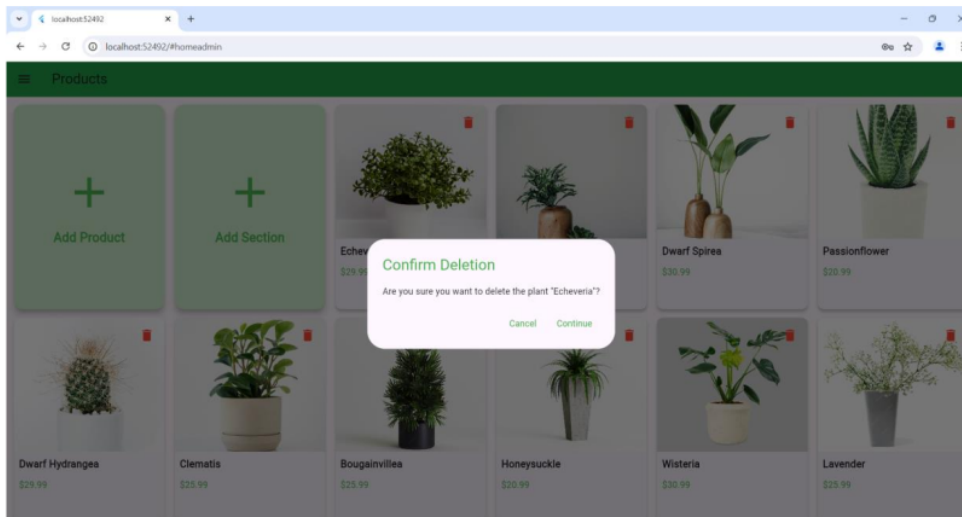 localhost:52492
localhost:52492/#homeadmin
Products
Add Product
Add Section
Echev
$29.99
Dwarf Spirea
$30.99
Passionflower
$20.99
Confirm Deletion
Are you sure you want to delete the plant "Echeveria"?
Cancel
Continue
Dwarf Hydrangea
$29.99
Clematis
$25.99
Bougainvillea
$25.99
Honeysuckle
$20.99
Wisteria
$30.99
Lavender
$25.99